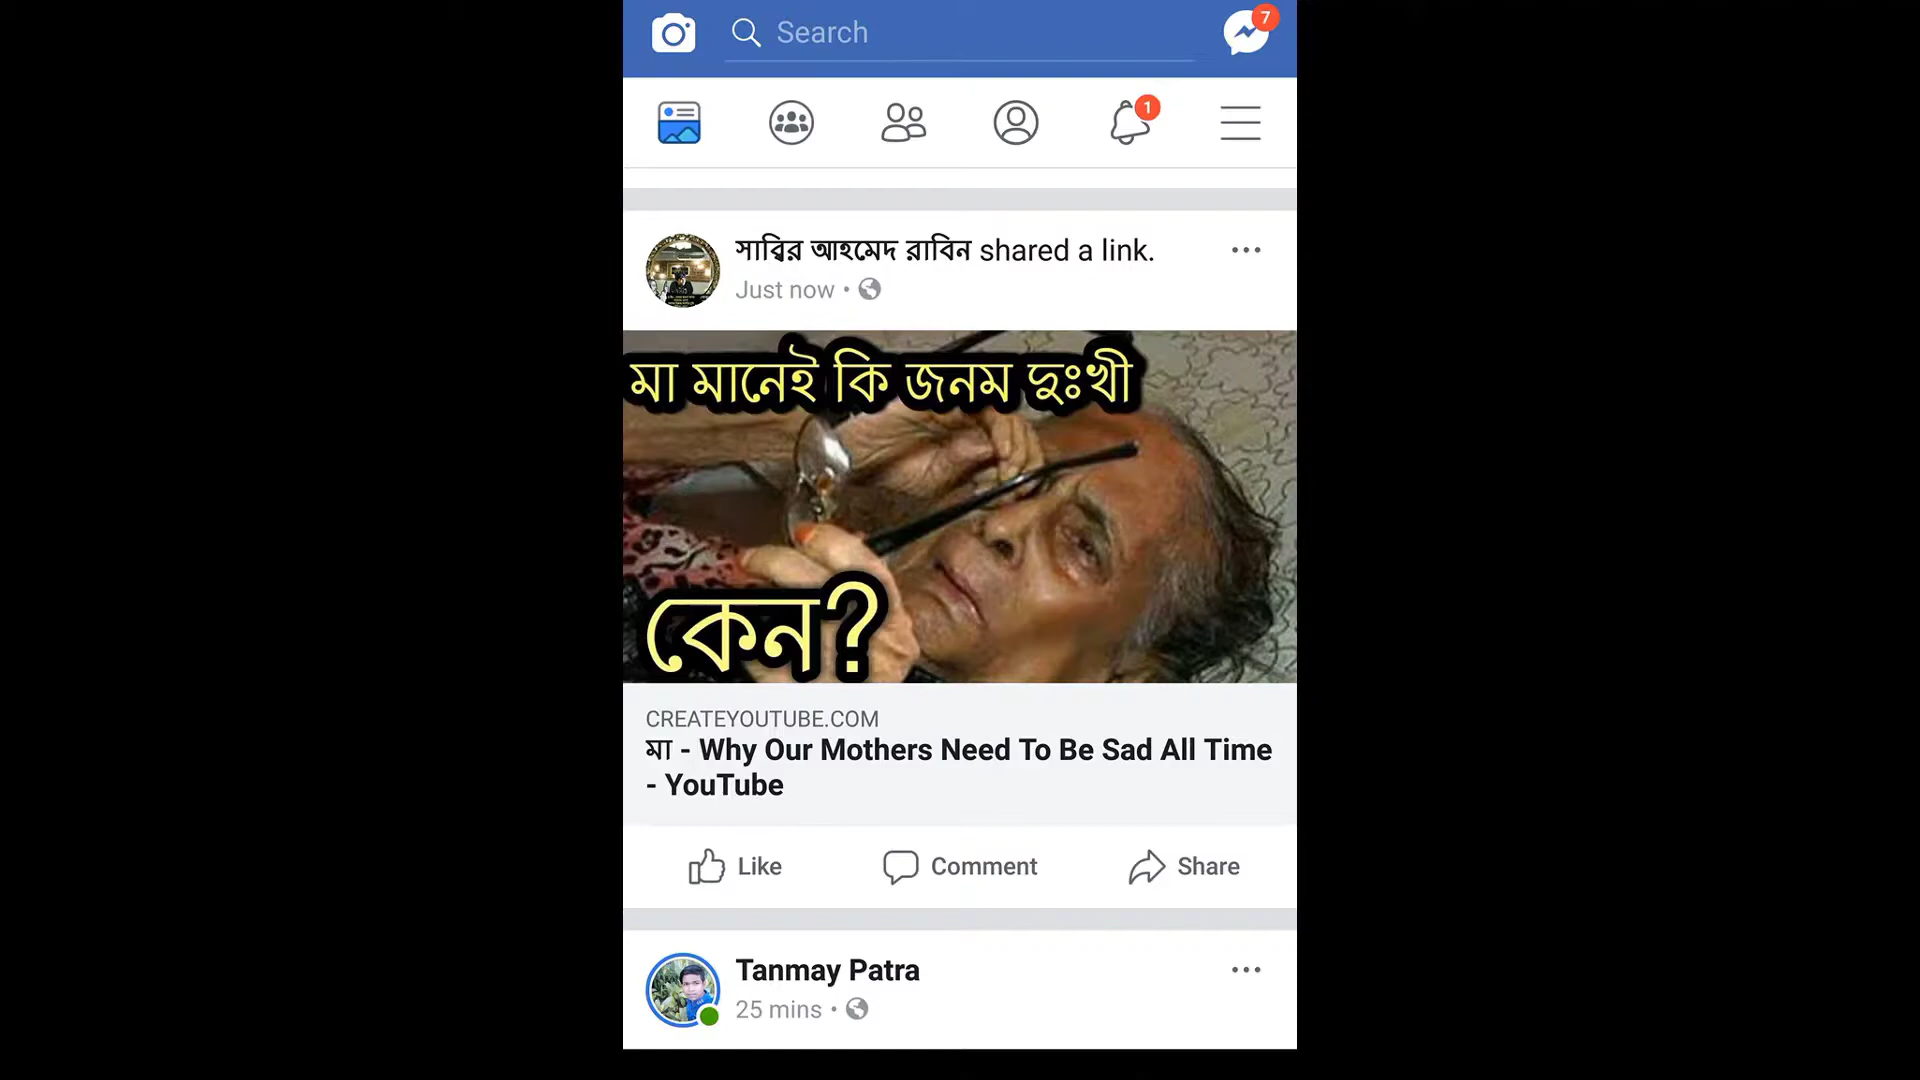 Search
7
1
সাব্বির আহমেদ রাবিন shared a link.
Just now •
মা মানেই কি জনম দুঃখী
কেন?
CREATEYOUTUBE.COM
মা - Why Our Mothers Need To Be Sad All Time
- YouTube
Like Comment Share
Tanmay Patra
25 mins •